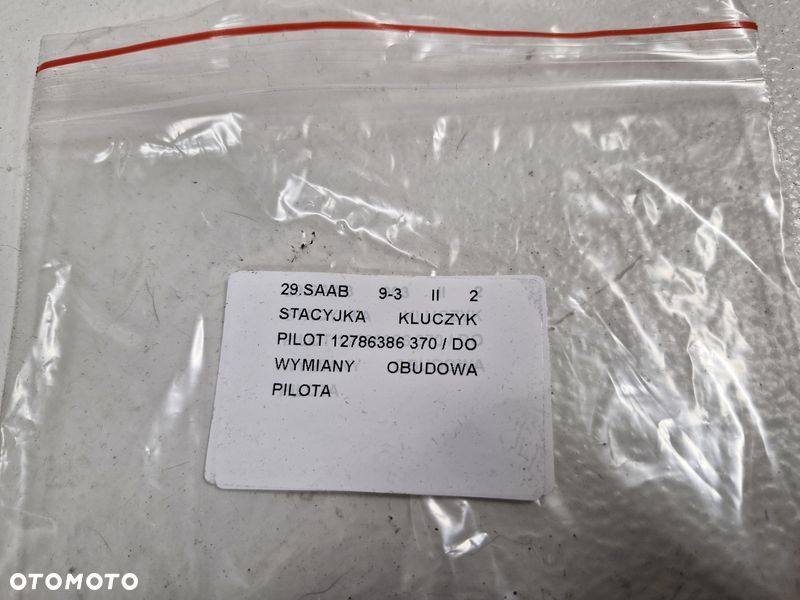 29.SAAB 9-3 II 2
STACYJKA KLUCZYK
PILOT 12786386 370 / DO
WYMIANY OBUDOWA
PILOTA
OTOMOTO